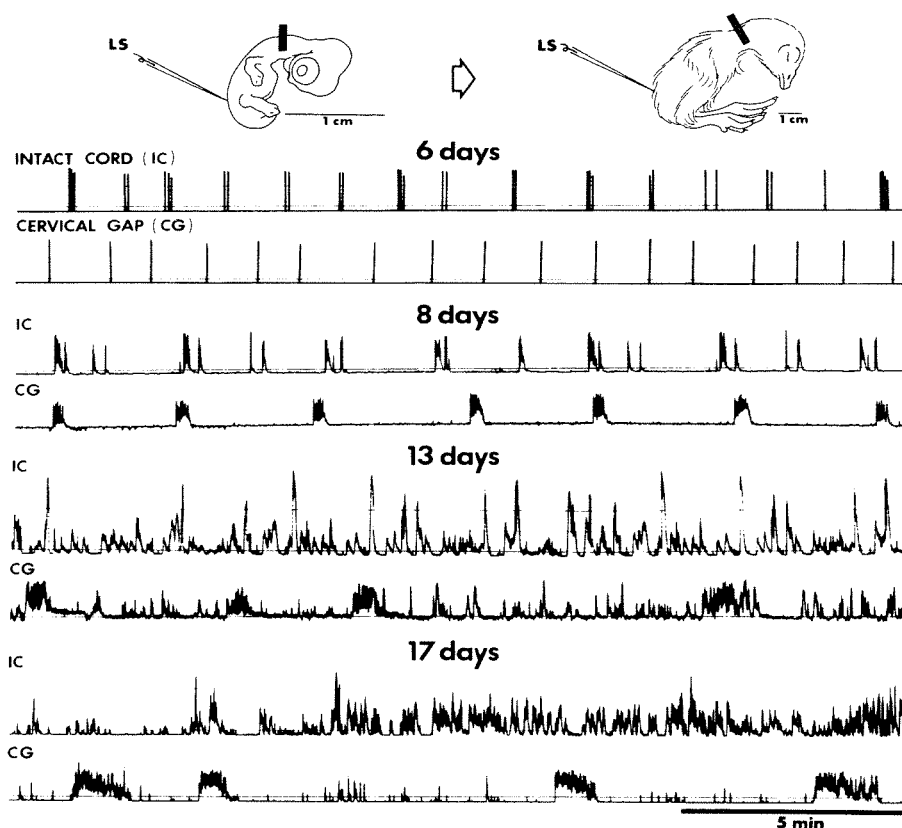 LS
LS
1 cm
1 cm
6 days
INTACT CORD (IC)
CERVICAL GAP (CG)
8 days
IC
CG
13 days
IC
CG
17 days
IC
CG
5 min